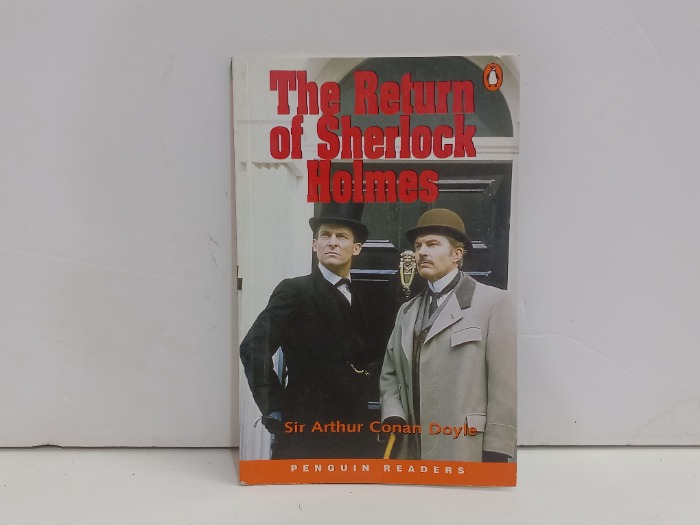 The Return
of Sherlock
Holmes
Sir Arthur Conan Doyle
PENGUIN READERS